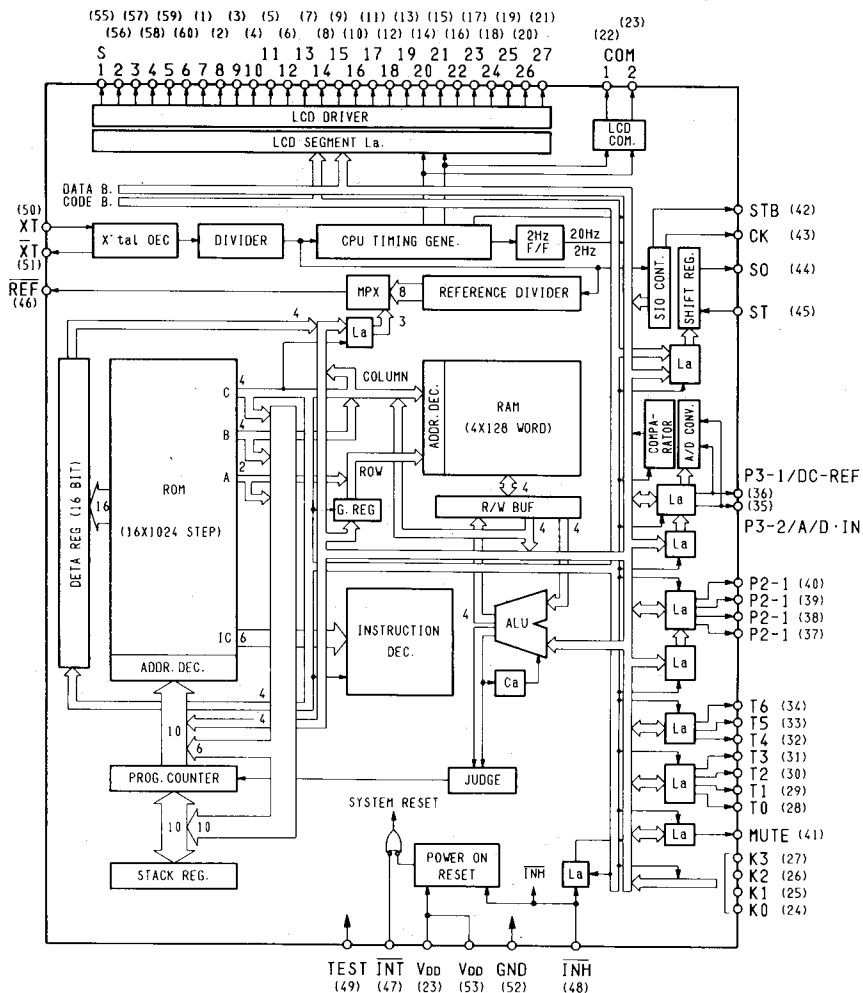 (55) (57) (59) (1) (3) (5) (7) (9) (11) (13) (15) (17) (19) (21)
(56) (58) (60) (2) (4) (6) (8) (10) (12) (14) (16) (18) (20)
(23)
(22)
S 11 13 15 17 19 21 23 25 27
1 2 3 4 5 6 7 8 9 10 12 14 16 18 20 22 24 26
COM
1 2
LCD DRIVER
LCD SEGMENT La.
LCD COM.
DATA B.
CODE B.
(50)
XT
XT
(51)
X'tal OEC
DIVIDER
CPU TIMING GENE.
2Hz F/F
20Hz
2Hz
REF
(46)
MPX
8
REFERENCE DIVIDER
SIO CONT.
SHIFT REG.
STB (42)
CK (43)
SO (44)
ST (45)
4
La
3
La
DETA REG (16 BIT)
16
ROM
(16X1024 STEP)
4
C
4
B
2
A
IC
6
ADDR. DEC.
COLUMN
ROW
G. REG
ADDR. DEC.
RAM
(4X128 WORD)
4
R/W BUF
4
4
COMPA-
RATOR
A/D CONV.
La
La
P3-1/DC-REF
(36)
(35)
P3-2/A/D·IN
INSTRUCTION
DEC.
4
ALU
Ca
La
La
P2-1 (40)
P2-1 (39)
P2-1 (38)
P2-1 (37)
4
4
10
6
PROG. COUNTER
10
10
STACK REG.
JUDGE
La
T6 (34)
T5 (33)
T4 (32)
La
T3 (31)
T2 (30)
T1 (29)
T0 (28)
La
MUTE (41)
SYSTEM RESET
POWER ON
RESET
INH
La
K3 (27)
K2 (26)
K1 (25)
K0 (24)
TEST INT VDD VDD GND INH
(49) (47) (23) (53) (52) (48)